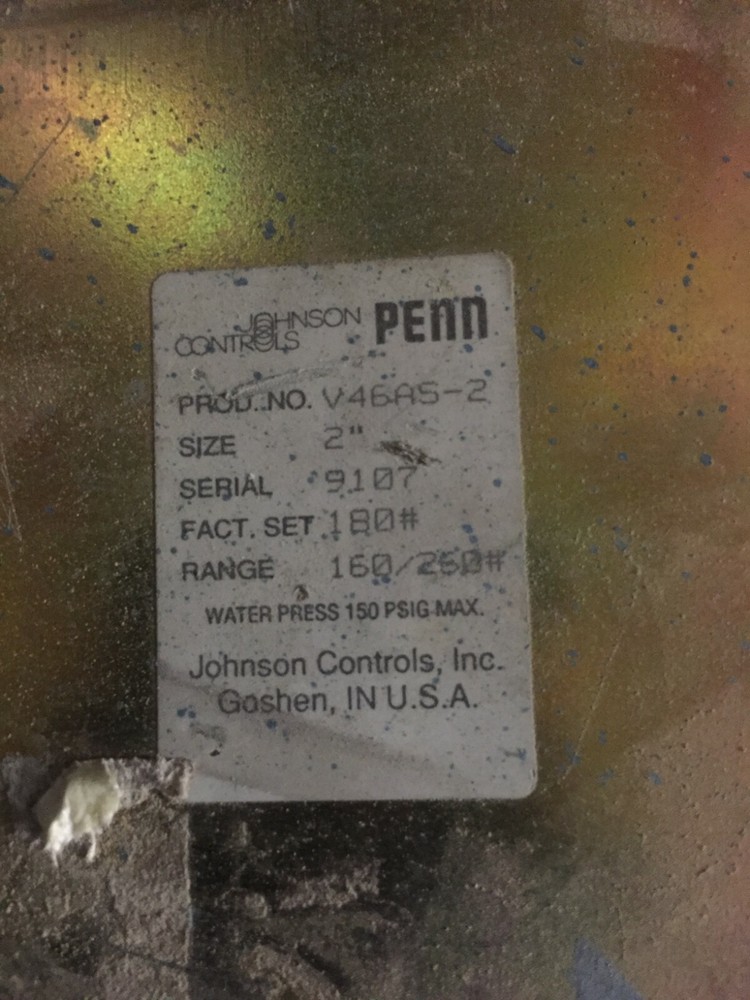 JOHNSON CONTROLS PENN
PROD. NO. V46AS-2
SIZE 2"
SERIAL 9107
FACT. SET 180#
RANGE 160/260#
WATER PRESS 150 PSIG MAX.
Johnson Controls, Inc.
Goshen, IN U.S.A.